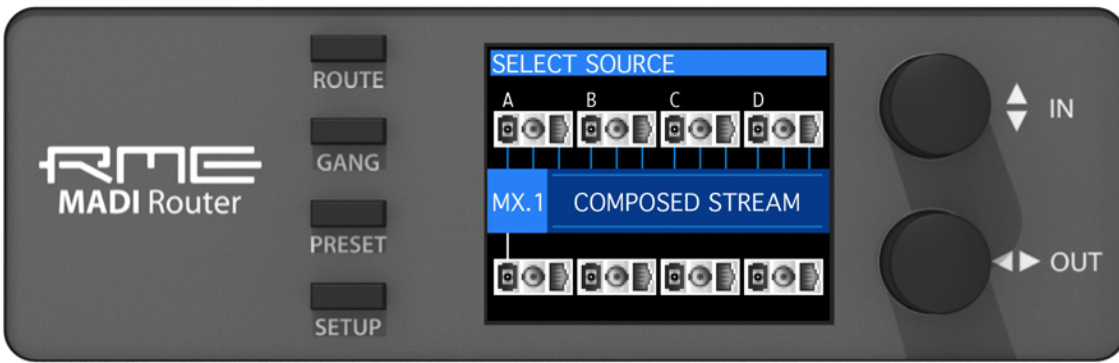 RME
MADI Router
ROUTE
GANG
PRESET
SETUP
SELECT SOURCE
A B C D
MX.1 COMPOSED STREAM
IN
OUT